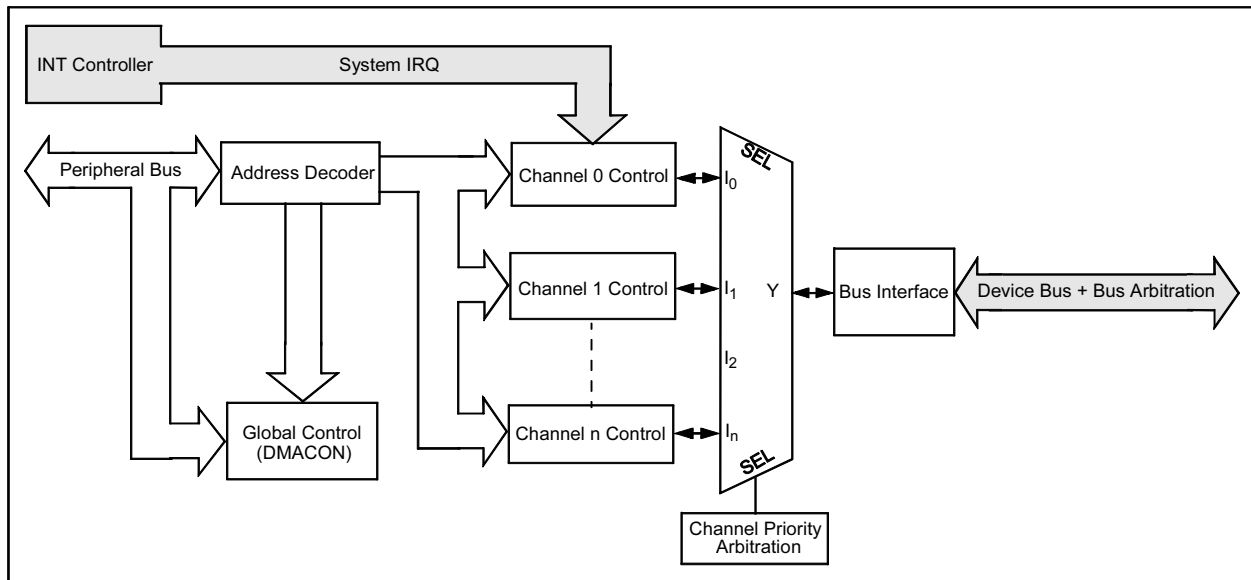 INT Controller
System IRQ
Peripheral Bus
Address Decoder
Channel 0 Control
SEL
I0
Channel 1 Control
I1
Y
Bus Interface
Device Bus + Bus Arbitration
I2
Global Control
(DMACON)
Channel n Control
In
SEL
Channel Priority
Arbitration